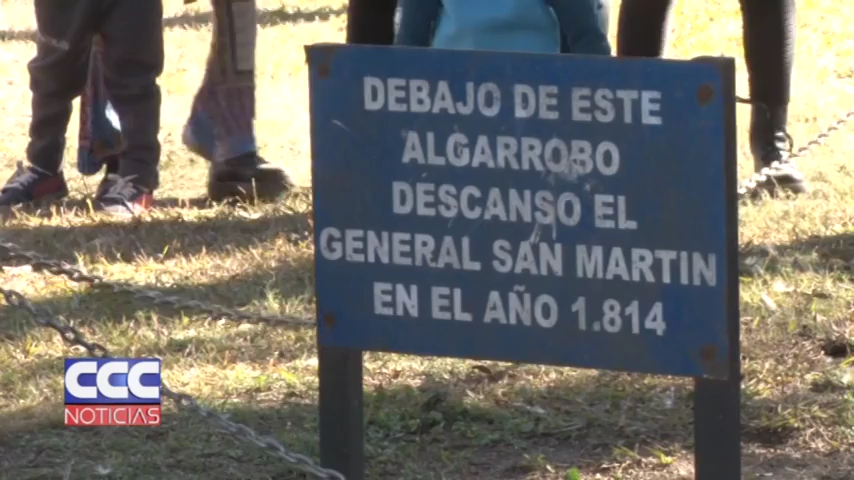 DEBAJO DE ESTE
ALGARROBO
DESCANSO EL
GENERAL SAN MARTIN
EN EL AÑO 1.814
CCC
NOTICIAS